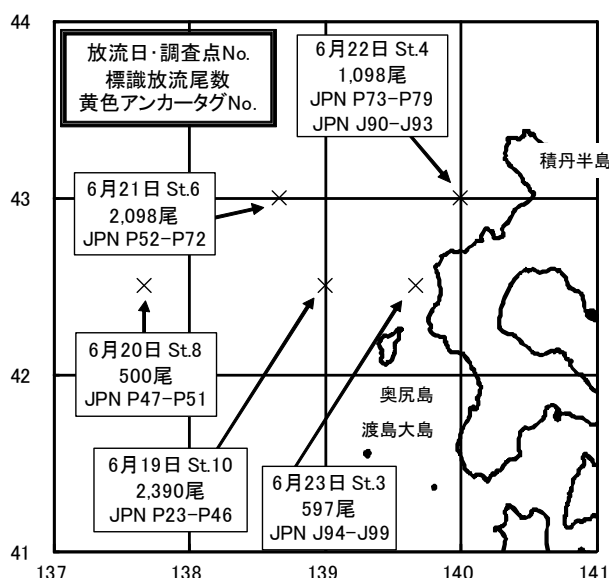 44
放流日・調査点No.
標識放流尾数
黄色アンカータグNo.
6月22日 St.4
1,098尾
JPN P73-P79
JPN J90-J93
積丹半島
43
6月21日 St.6
2,098尾
JPN P52-P72
6月20日 St.8
500尾
JPN P47-P51
42
奥尻島
渡島大島
6月19日 St.10
2,390尾
JPN P23-P46
6月23日 St.3
597尾
JPN J94-J99
41
137
138
139
140
141